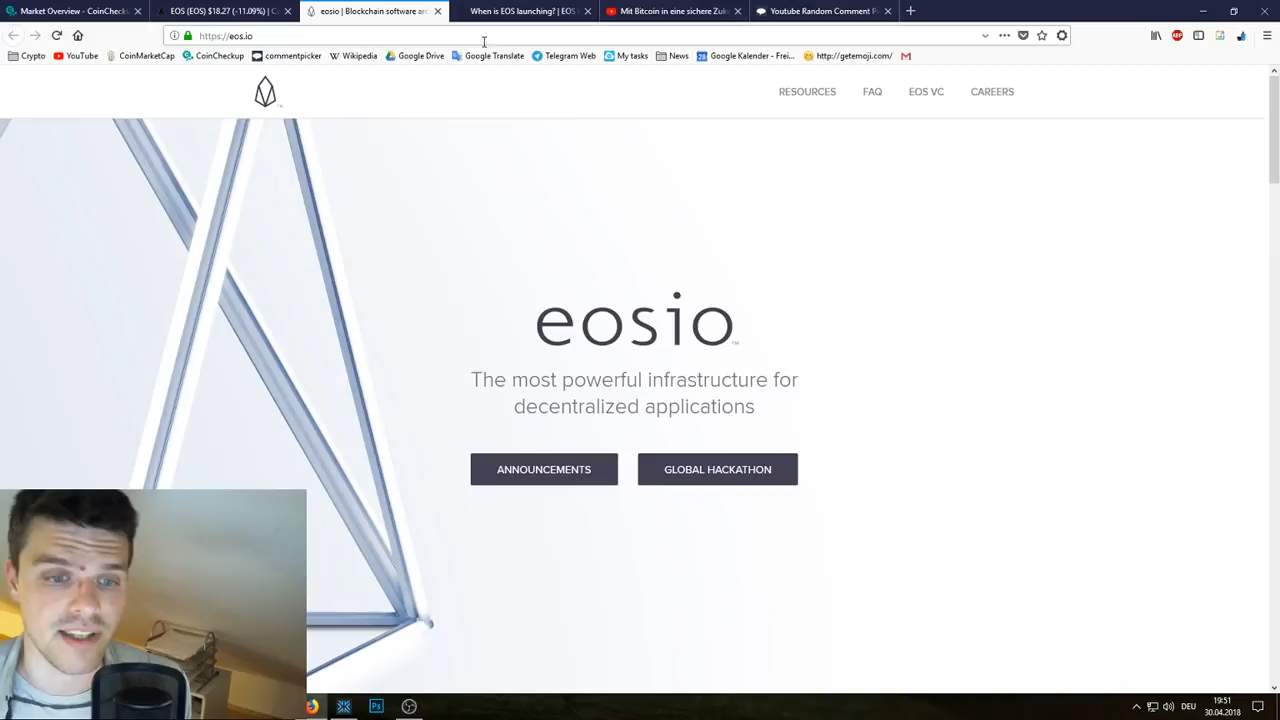 Market Overview - CoinChecku
EOS (EOS) $18.27 (-11.09%) | Co
eosio | Blockchain software arc
When is EOS launching? | EOS
Mit Bitcoin in eine sichere Zuk
Youtube Random Comment P
https://eos.io
Crypto
YouTube
CoinMarketCap
CoinCheckup
commentpicker
Wikipedia
Google Drive
Google Translate
Telegram Web
My tasks
News
Google Kalender - Frei...
http://getemoji.com/
RESOURCES
FAQ
EOS VC
CAREERS
eosio
The most powerful infrastructure for
decentralized applications
ANNOUNCEMENTS
GLOBAL HACKATHON
DEU
19:51
30.04.2018